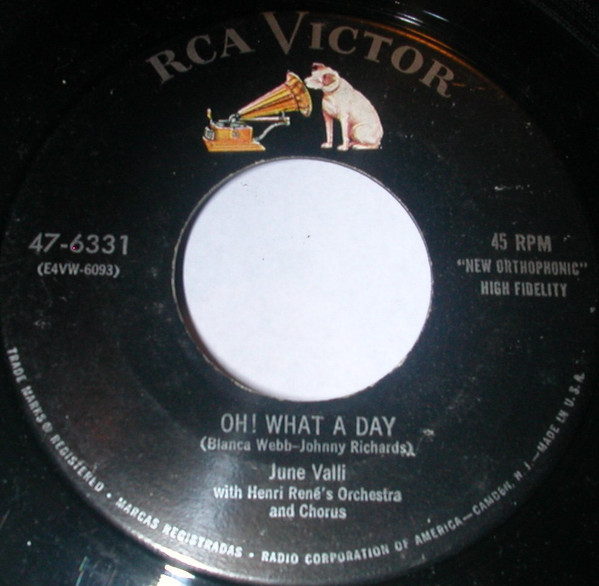 RCA VICTOR
47-6331
(E4VW-6093)
45 RPM
"NEW ORTHOPHONIC"
HIGH FIDELITY
OH! WHAT A DAY
(Blanca Webb-Johnny Richards)
June Valli
with Henri René's Orchestra
and Chorus
TRADE MARKS ® REGISTERED • MARCAS REGISTRADAS • RADIO CORPORATION OF AMERICA—CAMDEN, N. J.—MADE IN U.S.A.